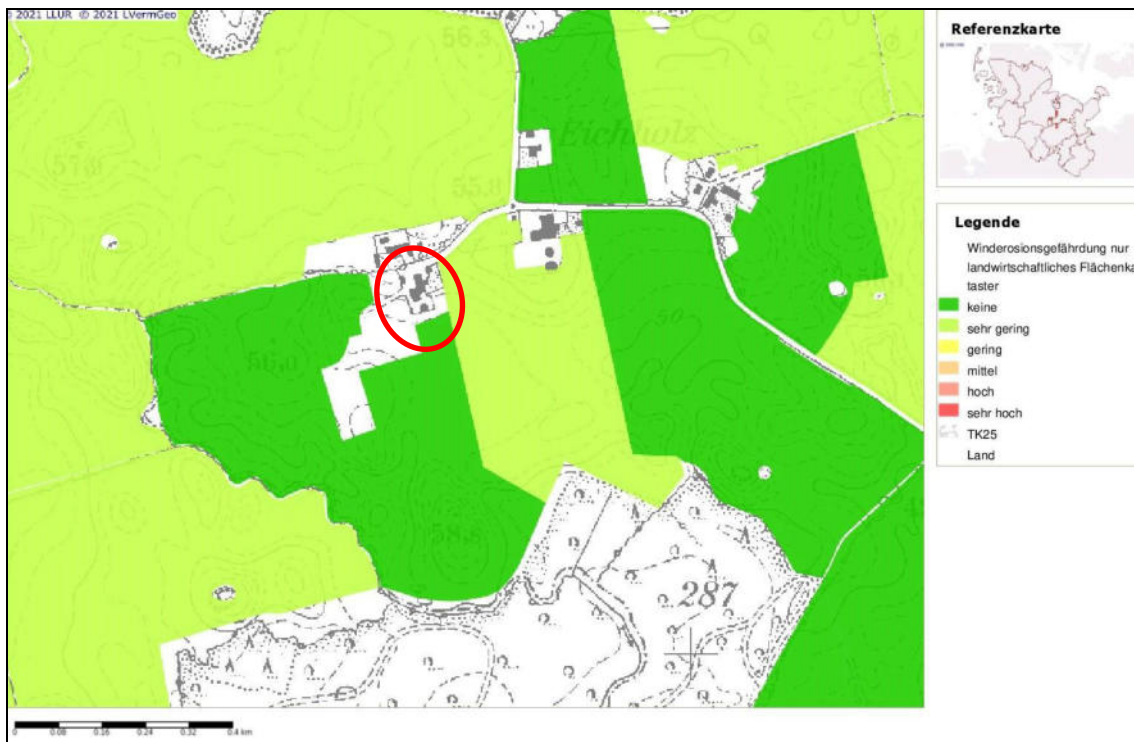 © 2021 LLUR © 2021 LVermGeo
56,3
Eichholz
57,9
55,8
50
56,0
58,8
287
0 0.08 0.16 0.24 0.32 0.4 km
Referenzkarte
Legende
Winderosionsgefährdung nur
landwirtschaftliches Flächenka
taster
keine
sehr gering
gering
mittel
hoch
sehr hoch
TK25
Land